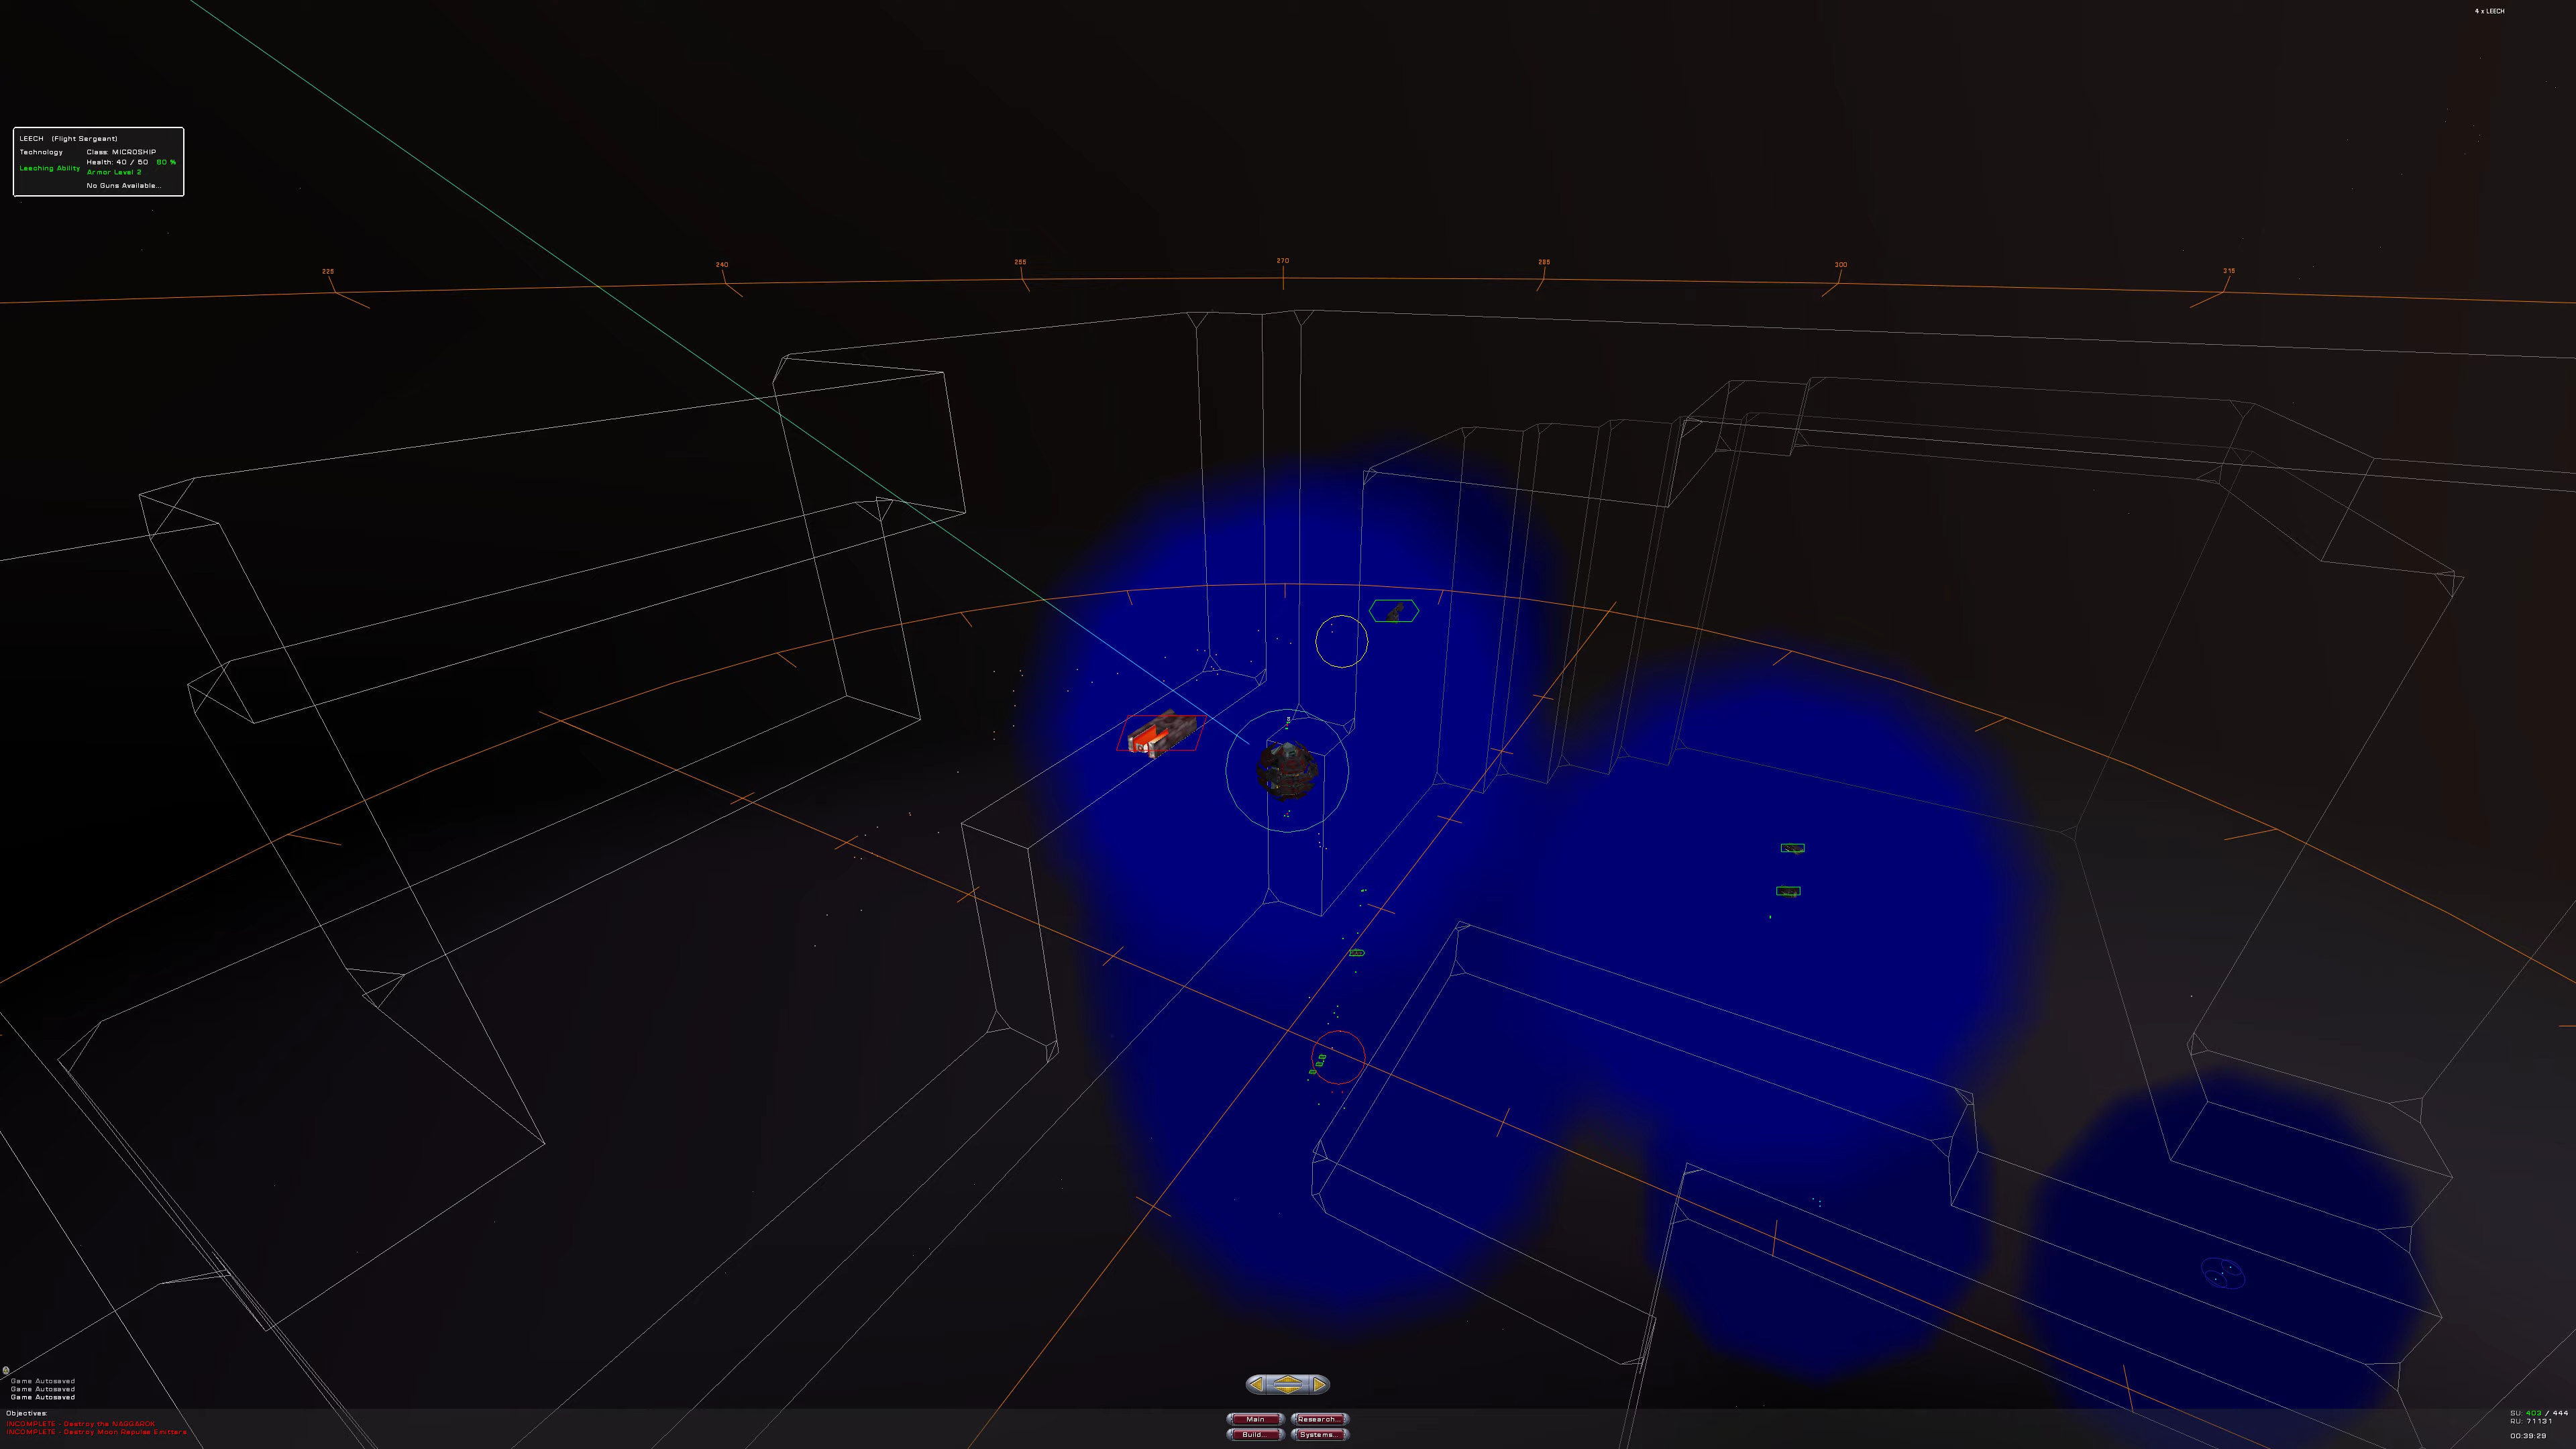 4 x LEECH
LEECH (Flight Sergeant)
Technology Class: MICROSHIP
Health: 40 / 50 80 %
Leeching Ability Armor Level 2
No Guns Available...
225 240 255 270 285 300 315
Game Autosaved
Game Autosaved
Game Autosaved
Objectives:
INCOMPLETE - Destroy the NAGGAROK
INCOMPLETE - Destroy Moon Repulse Emitters
Main Research...
Build... Systems...
SU: 403 / 444
RU: 71131
00:39:29